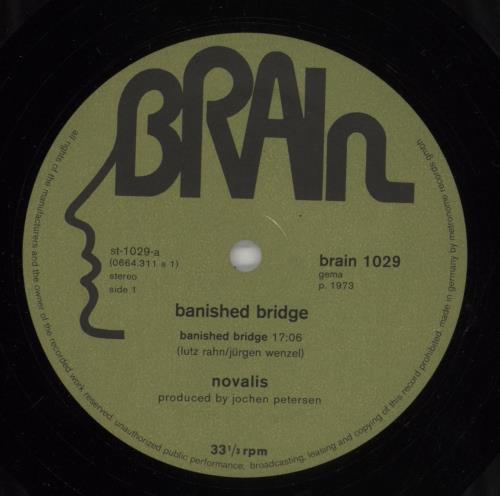 BRAIN
st-1029-a
(0664.311 s 1)
stereo
side 1
brain 1029
gema
p. 1973
banished bridge
banished bridge 17:06
(lutz rahn/jürgen wenzel)
novalis
produced by jochen petersen
33 1/3 rpm
all rights of the manufacturers and the owner of the recorded work reserved. unauthorized public performance, broadcasting, leasing and copying of this record prohibited. made in germany by metronome records gmbh